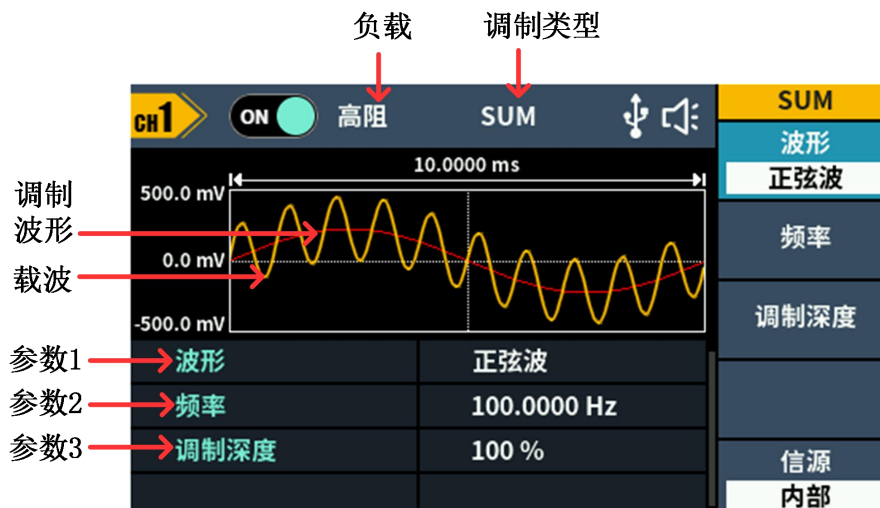 负载 调制类型
CH1 ON 高阻 SUM SUM
波形
正弦波
10.0000 ms
500.0 mV
调制
波形
频率
0.0 mV
载波
调制深度
-500.0 mV
参数1 波形 正弦波
参数2 频率 100.0000 Hz
参数3 调制深度 100 %
信源
内部